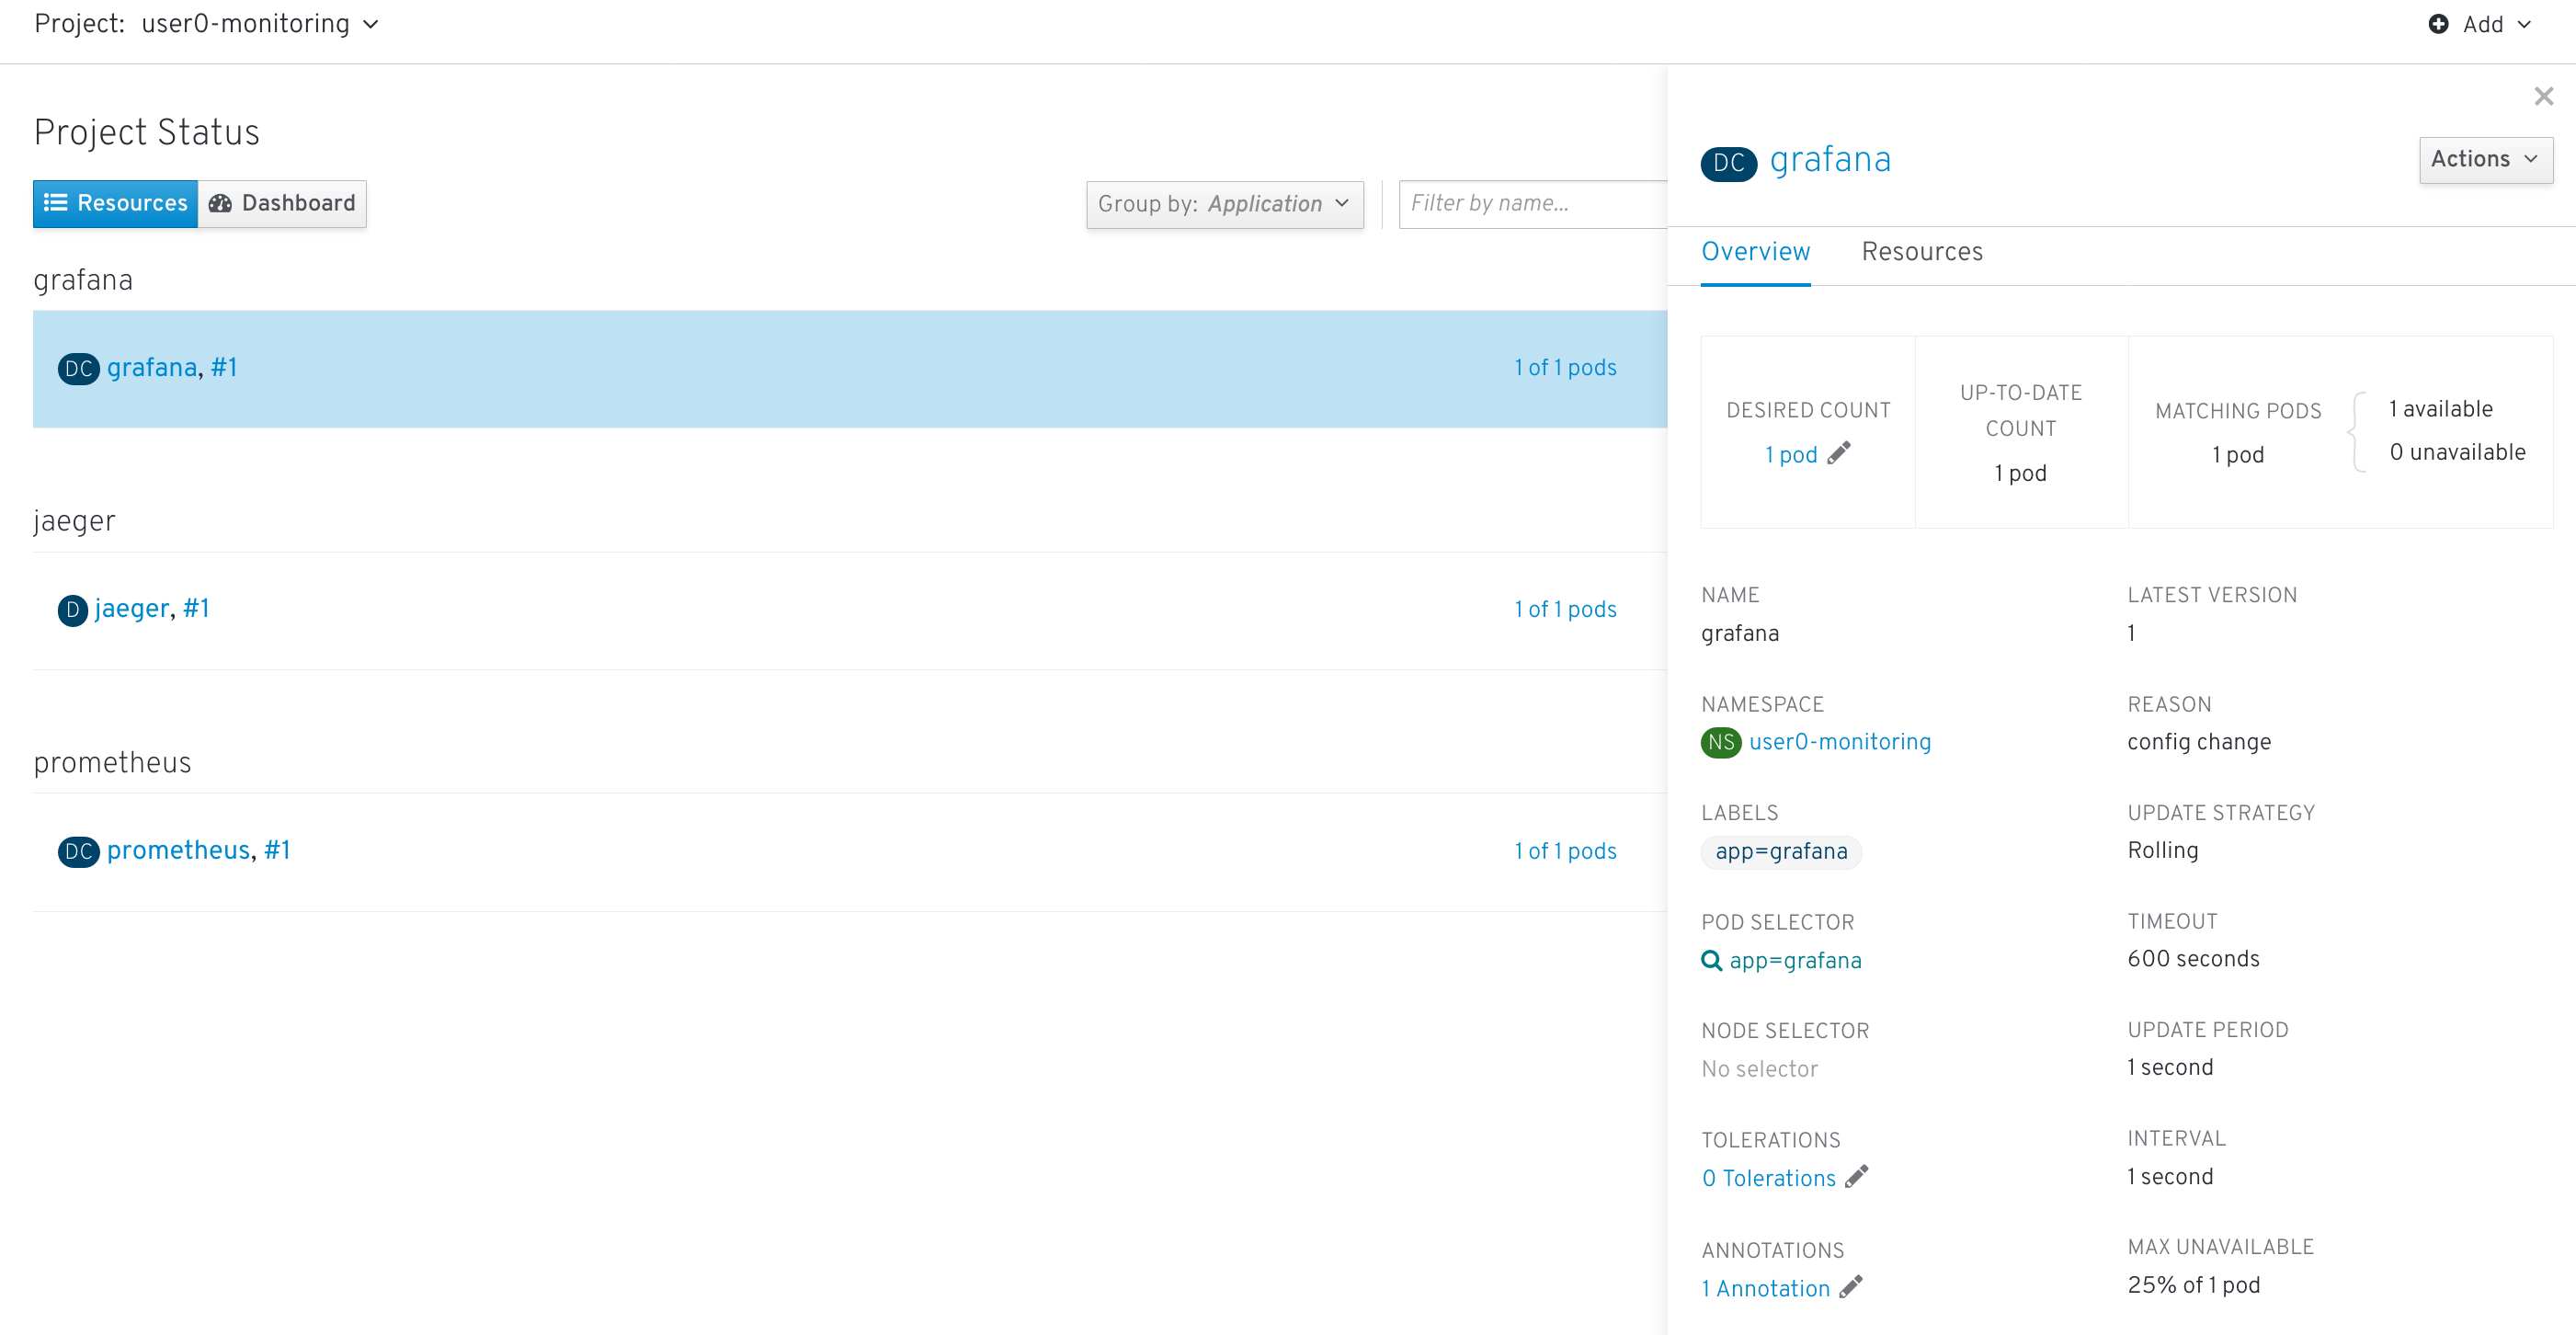 Project: user0-monitoring
Add
Project Status
Resources
Dashboard
Group by: Application
Filter by name...
grafana
DC grafana, #1
1 of 1 pods
jaeger
D jaeger, #1
1 of 1 pods
prometheus
DC prometheus, #1
1 of 1 pods
DC grafana
Actions
Overview
Resources
DESIRED COUNT
1 pod
UP-TO-DATE
COUNT
1 pod
MATCHING PODS
1 pod
1 available
0 unavailable
NAME
grafana
NAMESPACE
NS user0-monitoring
LABELS
app=grafana
POD SELECTOR
app=grafana
NODE SELECTOR
No selector
TOLERATIONS
0 Tolerations
ANNOTATIONS
1 Annotation
LATEST VERSION
1
REASON
config change
UPDATE STRATEGY
Rolling
TIMEOUT
600 seconds
UPDATE PERIOD
1 second
INTERVAL
1 second
MAX UNAVAILABLE
25% of 1 pod